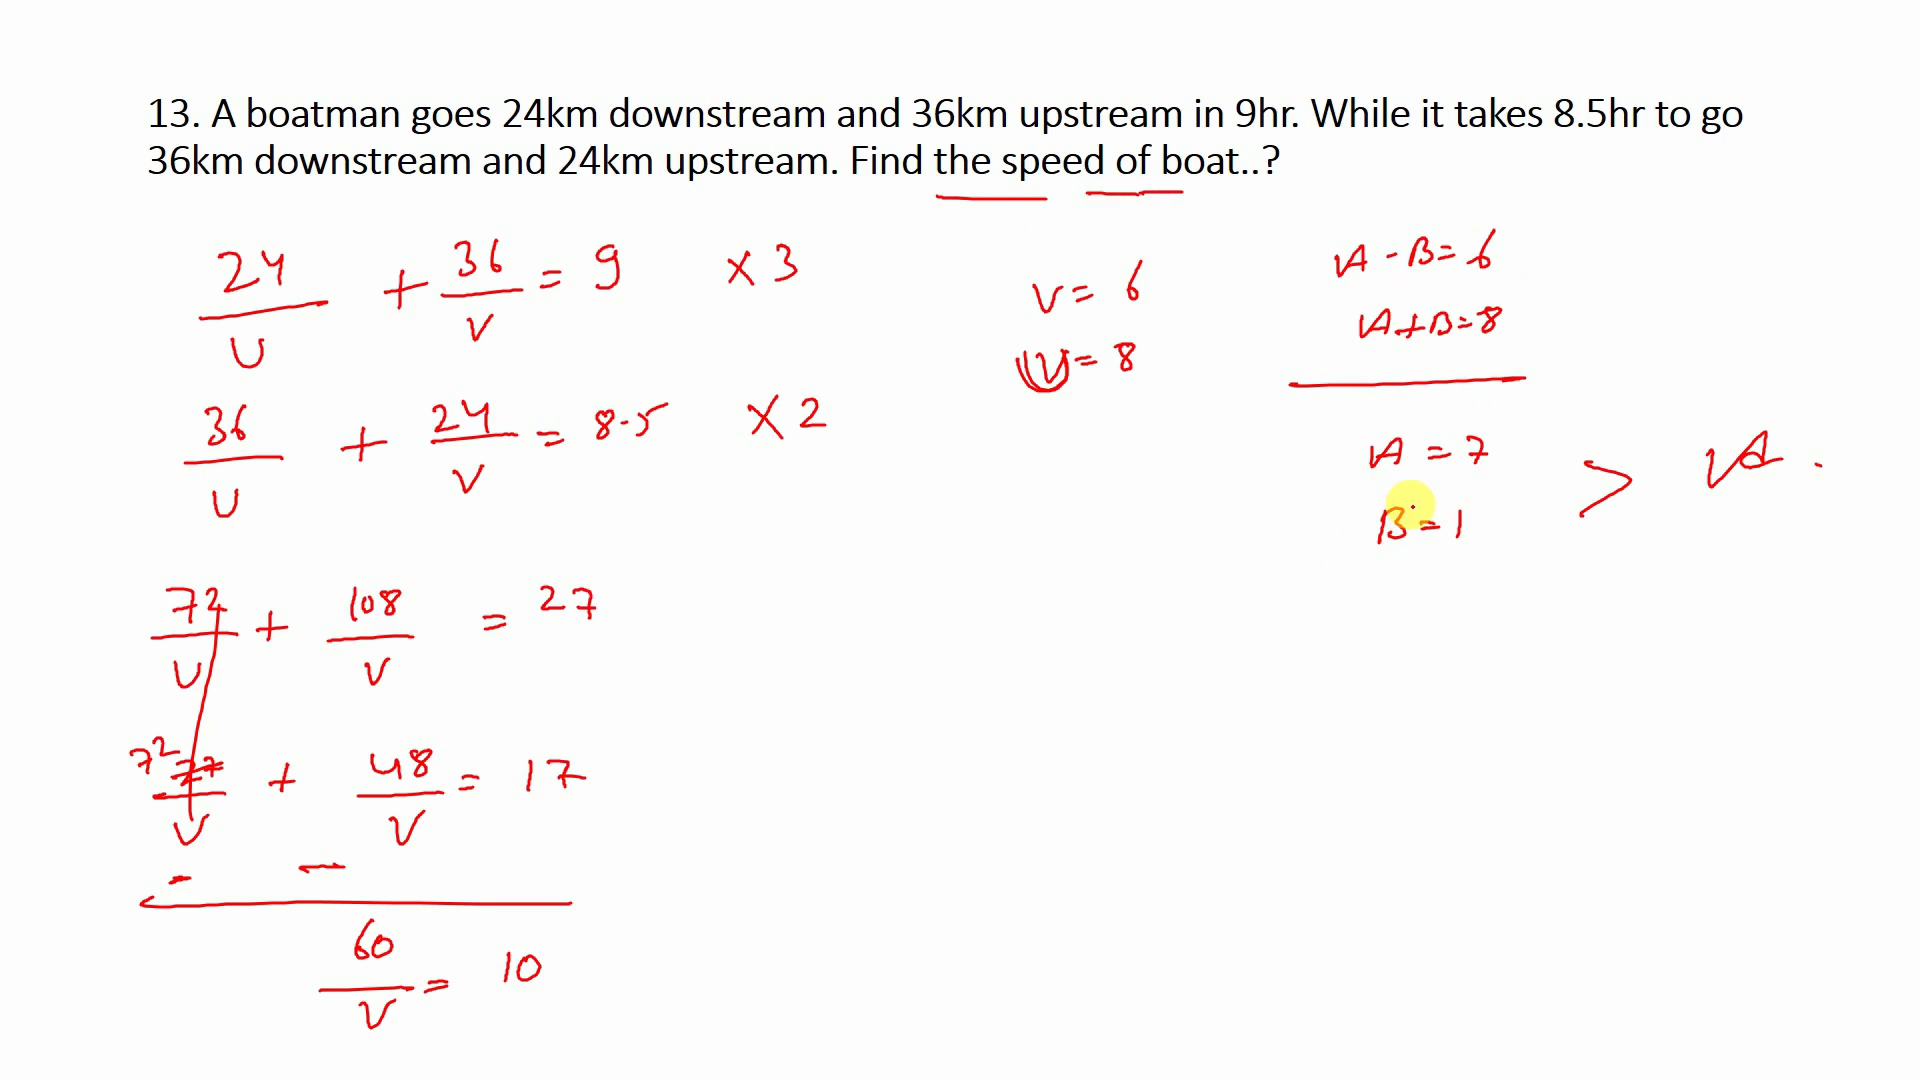 13. A boatman goes 24km downstream and 36km upstream in 9hr. While it takes 8.5hr to go
36km downstream and 24km upstream. Find the speed of boat..?
24/U + 36/V = 9 × 3
36/U + 24/V = 8.5 × 2
72/U + 108/V = 27
72/U + 48/V = 17
- -
60/V = 10
V = 6
U = 8
A - B = 6
A + B = 8
A = 7
B = 1
> A .